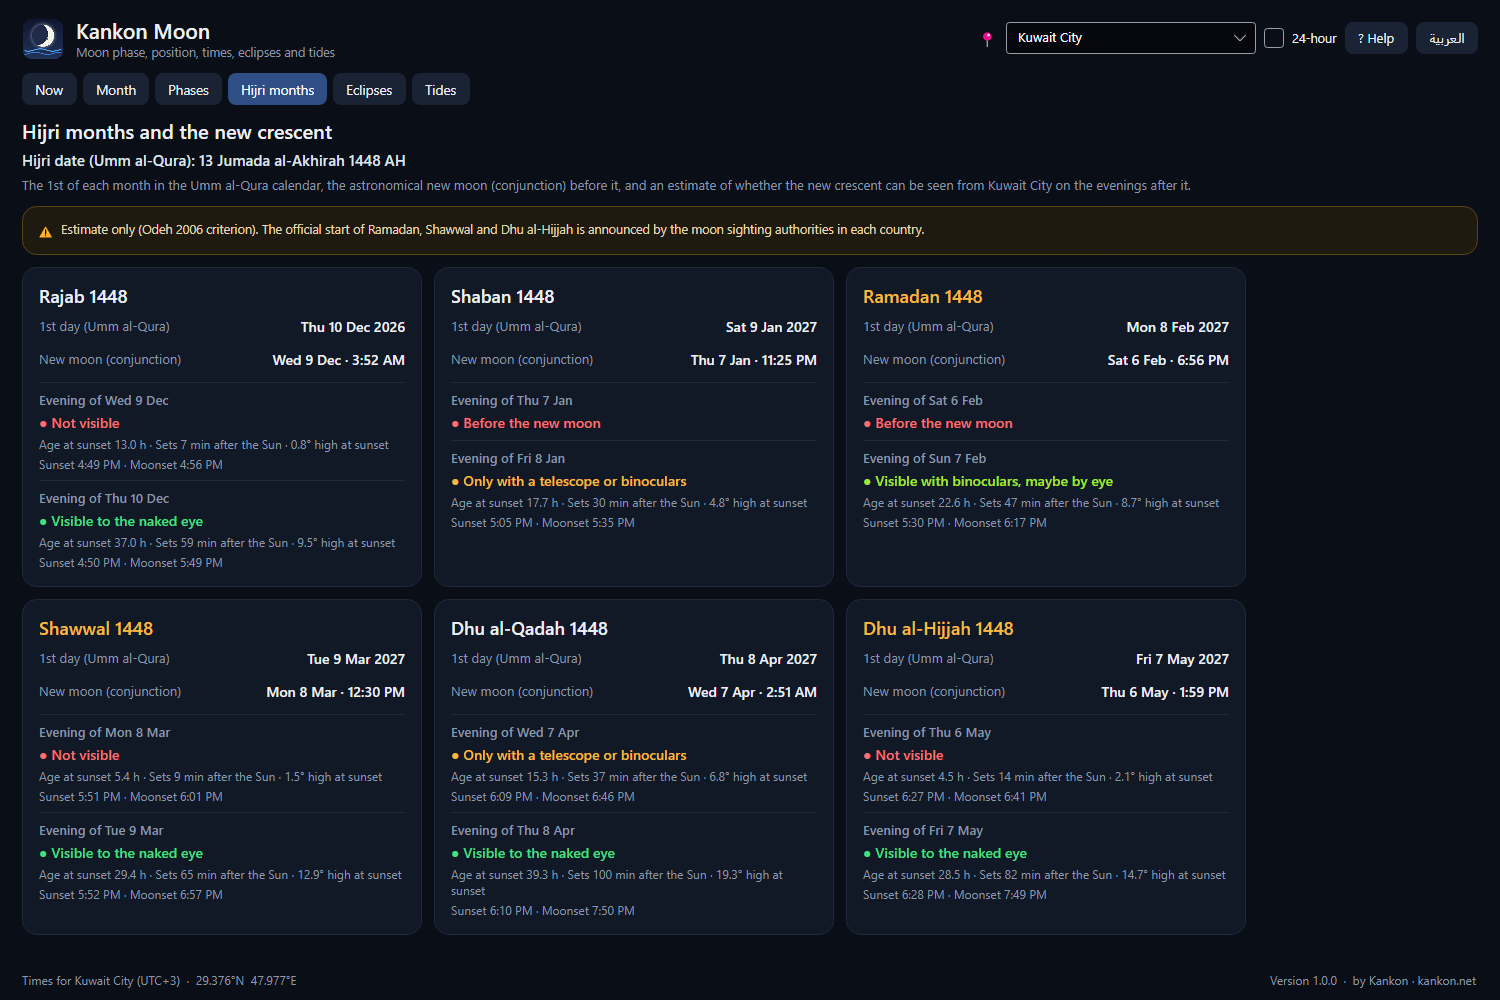 Kankon Moon
Moon phase, position, times, eclipses and tides
Kuwait City
24-hour
? Help
العربية
Now
Month
Phases
Hijri months
Eclipses
Tides
Hijri months and the new crescent
Hijri date (Umm al-Qura): 13 Jumada al-Akhirah 1448 AH
The 1st of each month in the Umm al-Qura calendar, the astronomical new moon (conjunction) before it, and an estimate of whether the new crescent can be seen from Kuwait City on the evenings after it.
Estimate only (Odeh 2006 criterion). The official start of Ramadan, Shawwal and Dhu al-Hijjah is announced by the moon sighting authorities in each country.
Rajab 1448
1st day (Umm al-Qura) Thu 10 Dec 2026
New moon (conjunction) Wed 9 Dec · 3:52 AM
Evening of Wed 9 Dec
● Not visible
Age at sunset 13.0 h · Sets 7 min after the Sun · 0.8° high at sunset
Sunset 4:49 PM · Moonset 4:56 PM
Evening of Thu 10 Dec
● Visible to the naked eye
Age at sunset 37.0 h · Sets 59 min after the Sun · 9.5° high at sunset
Sunset 4:50 PM · Moonset 5:49 PM
Shaban 1448
1st day (Umm al-Qura) Sat 9 Jan 2027
New moon (conjunction) Thu 7 Jan · 11:25 PM
Evening of Thu 7 Jan
● Before the new moon
Evening of Fri 8 Jan
● Only with a telescope or binoculars
Age at sunset 17.7 h · Sets 30 min after the Sun · 4.8° high at sunset
Sunset 5:05 PM · Moonset 5:35 PM
Ramadan 1448
1st day (Umm al-Qura) Mon 8 Feb 2027
New moon (conjunction) Sat 6 Feb · 6:56 PM
Evening of Sat 6 Feb
● Before the new moon
Evening of Sun 7 Feb
● Visible with binoculars, maybe by eye
Age at sunset 22.6 h · Sets 47 min after the Sun · 8.7° high at sunset
Sunset 5:30 PM · Moonset 6:17 PM
Shawwal 1448
1st day (Umm al-Qura) Tue 9 Mar 2027
New moon (conjunction) Mon 8 Mar · 12:30 PM
Evening of Mon 8 Mar
● Not visible
Age at sunset 5.4 h · Sets 9 min after the Sun · 1.5° high at sunset
Sunset 5:51 PM · Moonset 6:01 PM
Evening of Tue 9 Mar
● Visible to the naked eye
Age at sunset 29.4 h · Sets 65 min after the Sun · 12.9° high at sunset
Sunset 5:52 PM · Moonset 6:57 PM
Dhu al-Qadah 1448
1st day (Umm al-Qura) Thu 8 Apr 2027
New moon (conjunction) Wed 7 Apr · 2:51 AM
Evening of Wed 7 Apr
● Only with a telescope or binoculars
Age at sunset 15.3 h · Sets 37 min after the Sun · 6.8° high at sunset
Sunset 6:09 PM · Moonset 6:46 PM
Evening of Thu 8 Apr
● Visible to the naked eye
Age at sunset 39.3 h · Sets 100 min after the Sun · 19.3° high at
sunset
Sunset 6:10 PM · Moonset 7:50 PM
Dhu al-Hijjah 1448
1st day (Umm al-Qura) Fri 7 May 2027
New moon (conjunction) Thu 6 May · 1:59 PM
Evening of Thu 6 May
● Not visible
Age at sunset 4.5 h · Sets 14 min after the Sun · 2.1° high at sunset
Sunset 6:27 PM · Moonset 6:41 PM
Evening of Fri 7 May
● Visible to the naked eye
Age at sunset 28.5 h · Sets 82 min after the Sun · 14.7° high at sunset
Sunset 6:28 PM · Moonset 7:49 PM
Times for Kuwait City (UTC+3) · 29.376°N 47.977°E
Version 1.0.0 · by Kankon · kankon.net